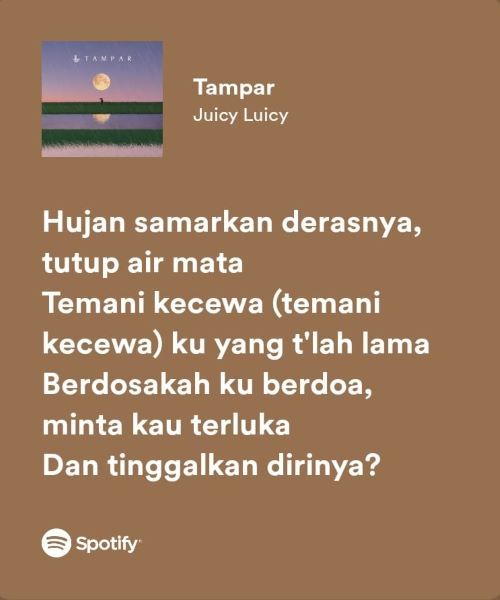 TAMPAR
Tampar
Juicy Luicy
Hujan samarkan derasnya,
tutup air mata
Temani kecewa (temani
kecewa) ku yang t'lah lama
Berdosakah ku berdoa,
minta kau terluka
Dan tinggalkan dirinya?
Spotify